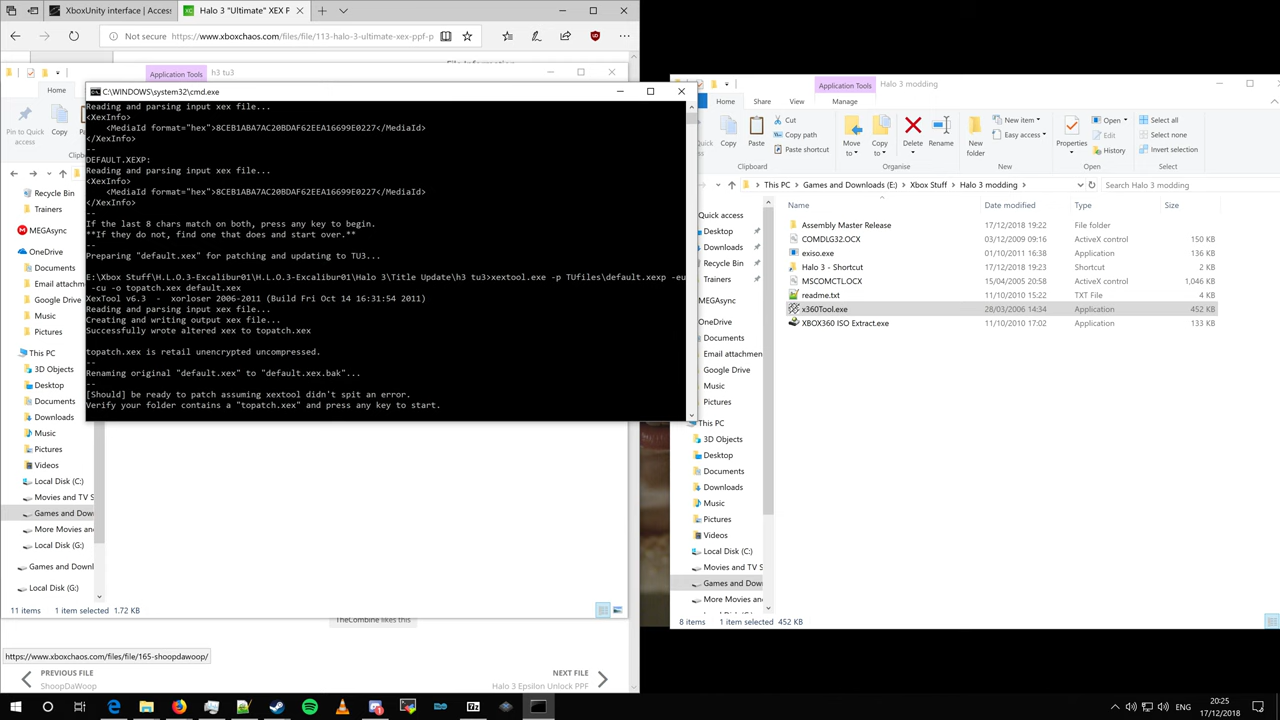 XboxUnity interface | Access
Halo 3 "Ultimate" XEX F
Not secure https://www.xboxchaos.com/files/file/113-halo-3-ultimate-xex-ppf-p
Application Tools
h3 tu3
Home
Pin to Quick access
Copy
C:\WINDOWS\system32\cmd.exe
Reading and parsing input xex file...
<XexInfo>
<MediaId format="hex">8CEB1ABA7AC20BDAF62EEA16699E0227</MediaId>
</XexInfo>
--
DEFAULT.XEXP:
Reading and parsing input xex file...
<XexInfo>
<MediaId format="hex">8CEB1ABA7AC20BDAF62EEA16699E0227</MediaId>
</XexInfo>
--
If the last 8 chars match on both, press any key to begin.
**If they do not, find one that does and start over.**
--
Preparing "default.xex" for patching and updating to TU3...
E:\Xbox Stuff\H.L.O.3-Excalibur01\H.L.O.3-Excalibur01\Halo 3\Title Update\h3 tu3>xextool.exe -p TUfiles\default.xexp -eu
-cu -o topatch.xex default.xex
XexTool v6.3 - xorloser 2006-2011 (Build Fri Oct 14 16:31:54 2011)
Reading and parsing input xex file...
Creating and writing output xex file...
Successfully wrote altered xex to topatch.xex
topatch.xex is retail unencrypted uncompressed.
--
Renaming original "default.xex" to "default.xex.bak"...
--
[Should] be ready to patch assuming xextool didn't spit an error.
Verify your folder contains a "topatch.xex" and press any key to start.
Recycle Bin
Trainers
MEGAsync
OneDrive
Documents
Email attachmen
Google Drive
Music
Pictures
This PC
3D Objects
Desktop
Documents
Downloads
Music
Pictures
Videos
Local Disk (C:)
Movies and TV S
Games and Down
More Movies and
Local Disk (G:)
Games and Downl
Local Disk (G:)
11 items
1 item selected 1.72 KB
TheCombine likes this
https://www.xboxchaos.com/files/file/165-shoopdawoop/
PREVIOUS FILE
ShoopDaWoop
NEXT FILE
Halo 3 Epsilon Unlock PPF
Application Tools
Halo 3 modding
Home
Share
View
Manage
Copy
Paste
Cut
Copy path
Paste shortcut
Clipboard
Move to
Copy to
Delete
Rename
Organise
New folder
New item
Easy access
New
Properties
Open
Edit
History
Open
Select all
Select none
Invert selection
Select
This PC
Games and Downloads (E:)
Xbox Stuff
Halo 3 modding
Search Halo 3 modding
Name
Date modified
Type
Size
Assembly Master Release 17/12/2018 19:22 File folder
COMDLG32.OCX 03/12/2009 09:16 ActiveX control 150 KB
exiso.exe 01/10/2011 16:38 Application 136 KB
Halo 3 - Shortcut 17/12/2018 19:22 Shortcut 2 KB
MSCOMCTL.OCX 15/04/2005 20:58 ActiveX control 1,046 KB
readme.txt 11/10/2010 15:22 TXT File 4 KB
x360Tool.exe 28/03/2006 14:34 Application 452 KB
XBOX360 ISO Extract.exe 11/10/2010 17:02 Application 133 KB
Quick access
Desktop
Downloads
Recycle Bin
Trainers
MEGAsync
OneDrive
Documents
Email attachmen
Google Drive
Music
Pictures
This PC
3D Objects
Desktop
Documents
Downloads
Music
Pictures
Videos
Local Disk (C:)
Movies and TV S
Games and Down
More Movies and
8 items
1 item selected 452 KB
ENG
20:25
17/12/2018